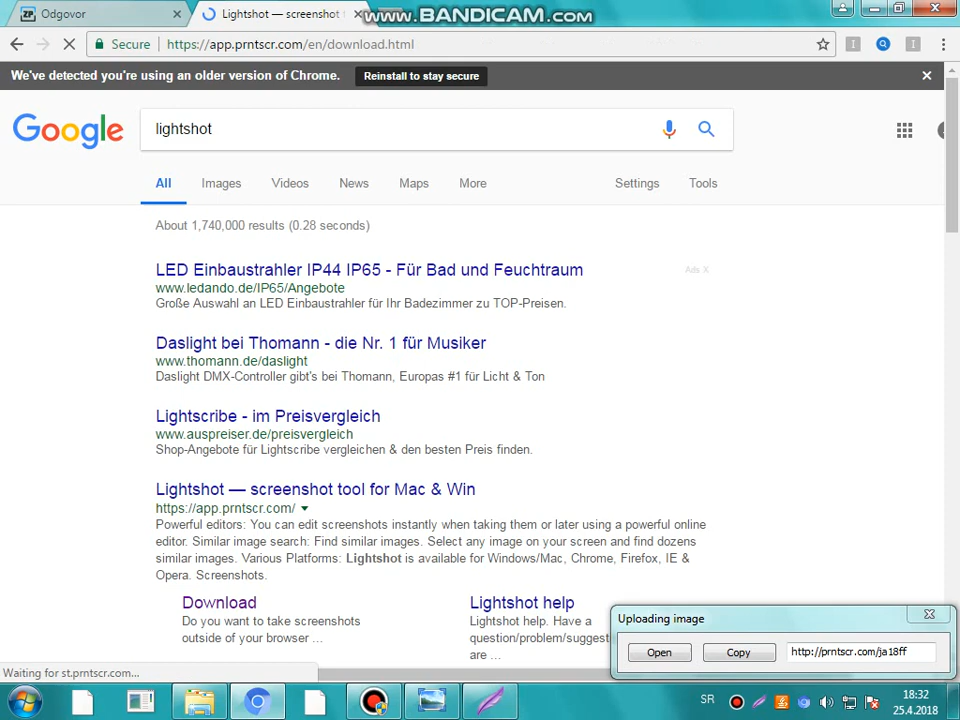 Odgovor
Lightshot — screenshot
www.BANDICAM.com
Secure
https://app.prntscr.com/en/download.html
We've detected you're using an older version of Chrome.
Reinstall to stay secure
Google
lightshot
All
Images
Videos
News
Maps
More
Settings
Tools
About 1,740,000 results (0.28 seconds)
LED Einbaustrahler IP44 IP65 - Für Bad und Feuchtraum
Ads X
www.ledando.de/IP65/Angebote
Große Auswahl an LED Einbaustrahler für Ihr Badezimmer zu TOP-Preisen.
Daslight bei Thomann - die Nr. 1 für Musiker
www.thomann.de/daslight
Daslight DMX-Controller gibt's bei Thomann, Europas #1 für Licht & Ton
Lightscribe - im Preisvergleich
www.auspreiser.de/preisvergleich
Shop-Angebote für Lightscribe vergleichen & den besten Preis finden.
Lightshot — screenshot tool for Mac & Win
https://app.prntscr.com/
Powerful editors: You can edit screenshots instantly when taking them or later using a powerful online
editor. Similar image search: Find similar images. Select any image on your screen and find dozens
similar images. Various Platforms: Lightshot is available for Windows/Mac, Chrome, Firefox, IE &
Opera. Screenshots.
Download
Do you want to take screenshots
outside of your browser ...
Lightshot help
Lightshot help. Have a
question/problem/suggest
are ...
Uploading image
Open
Copy
http://prntscr.com/ja18ff
Waiting for st.prntscr.com...
SR
18:32
25.4.2018